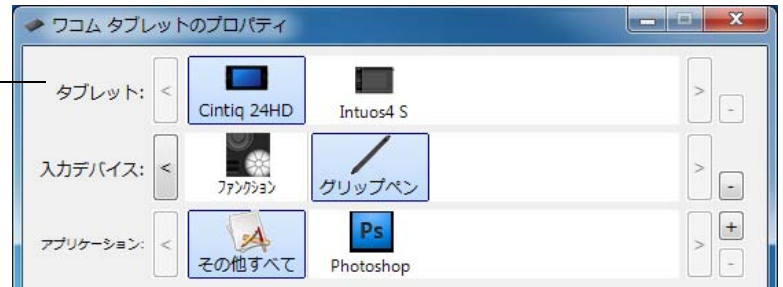 ワコム タブレットのプロパティ
タブレット: < Cintiq 24HD Intuos4 S > -
入力デバイス: < ファンクション グリップペン > -
アプリケーション: < その他すべて Ps Photoshop > + -